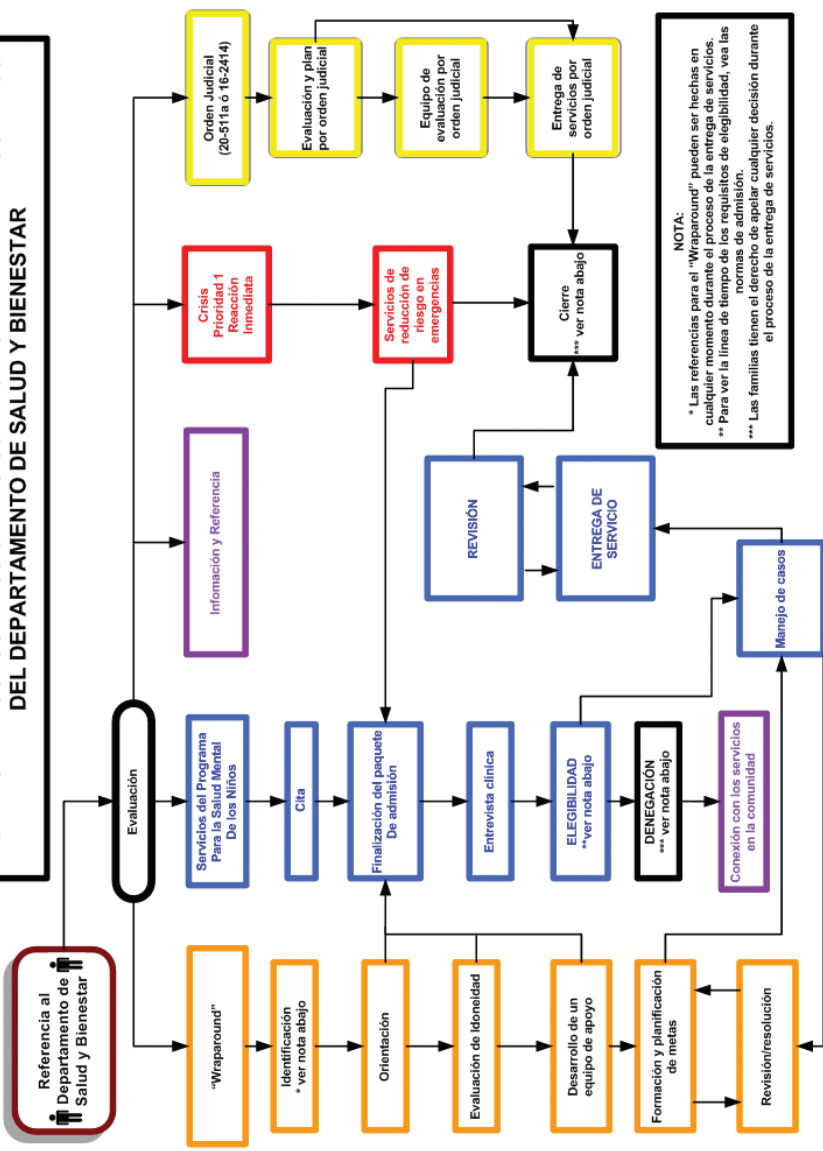 DEL DEPARTAMENTO DE SALUD Y BIENESTAR
Referencia al
Departamento de
Salud y Bienestar
Evaluación
"Wraparound"
Identificación
* ver nota abajo
Orientación
Evaluación de idoneidad
Desarrollo de un
equipo de apoyo
Formación y planificación
de metas
Revisión/resolución
Servicios del Programa
Para la Salud Mental
De los Niños
Cita
Finalización del paquete
De admisión
Entrevista clínica
ELEGIBILIDAD
**ver nota abajo
DENEGACIÓN
*** ver nota abajo
Conexión con los servicios
en la comunidad
Manejo de casos
Infomación y Referencia
REVISIÓN
ENTREGA DE
SERVICIO
Crisis
Prioridad 1
Reacción
Inmediata
Servicios de
reducción de
riesgo en
emergencias
Cierre
*** ver nota abajo
Orden Judicial
(20-511a ó 16-2414)
Evaluación y plan
por orden judicial
Equipo de
evaluación por
orden judicial
Entrega de
servicios por
orden judicial
NOTA:
* Las referencias para el "Wraparound" pueden ser hechas en
cualquier momento durante el proceso de la entrega de servicios.
** Para ver la línea de tiempo de los requisitos de elegibilidad, vea las
normas de admisión.
*** Las familias tienen el derecho de apelar cualquier decisión durante
el proceso de la entrega de servicios.